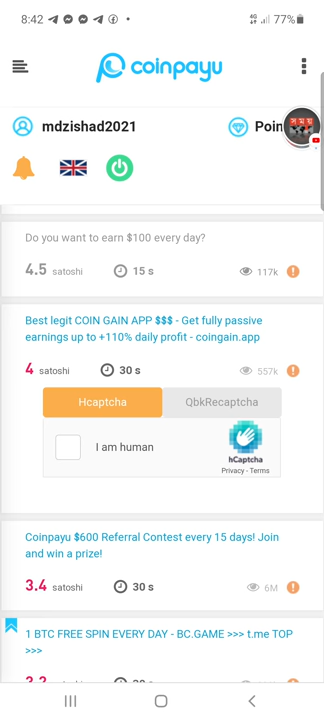 8:42
4G
77%
coinpayu
mdzishad2021
Poin
সময়
Do you want to earn $100 every day?
4.5 satoshi 15 s 117k
Best legit COIN GAIN APP $$$ - Get fully passive
earnings up to +110% daily profit - coingain.app
4 satoshi 30 s 557k
Hcaptcha QbkRecaptcha
I am human
hCaptcha
Privacy - Terms
Coinpayu $600 Referral Contest every 15 days! Join
and win a prize!
3.4 satoshi 30 s 6M
1 BTC FREE SPIN EVERY DAY - BC.GAME >>> t.me TOP
>>>